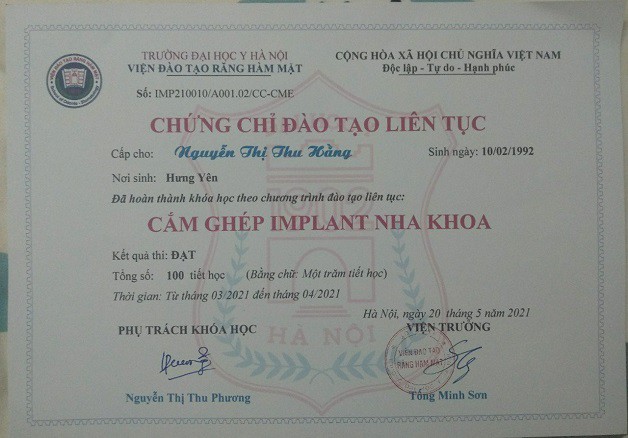 TRƯỜNG ĐẠI HỌC Y HÀ NỘI
VIỆN ĐÀO TẠO RĂNG HÀM MẶT
CỘNG HÒA XÃ HỘI CHỦ NGHĨA VIỆT NAM
Độc lập - Tự do - Hạnh phúc
Số: IMP210010/A001.02/CC-CME
CHỨNG CHỈ ĐÀO TẠO LIÊN TỤC
Cấp cho: Nguyễn Thị Thu Hằng Sinh ngày: 10/02/1992
Nơi sinh: Hưng Yên
Đã hoàn thành khóa học theo chương trình đào tạo liên tục:
1902
CẮM GHÉP IMPLANT NHA KHOA
Kết quả thi: ĐẠT
Tổng số: 100 tiết học (Bằng chữ: Một trăm tiết học)
Thời gian: Từ tháng 03/2021 đến tháng 04/2021
Hà Nội, ngày 20 tháng 5 năm 2021
PHỤ TRÁCH KHÓA HỌC
VIỆN TRƯỞNG
HÀ NỘI
VIỆN ĐÀO TẠO
RĂNG HÀM MẶT
Nguyễn Thị Thu Phương
Tống Minh Sơn